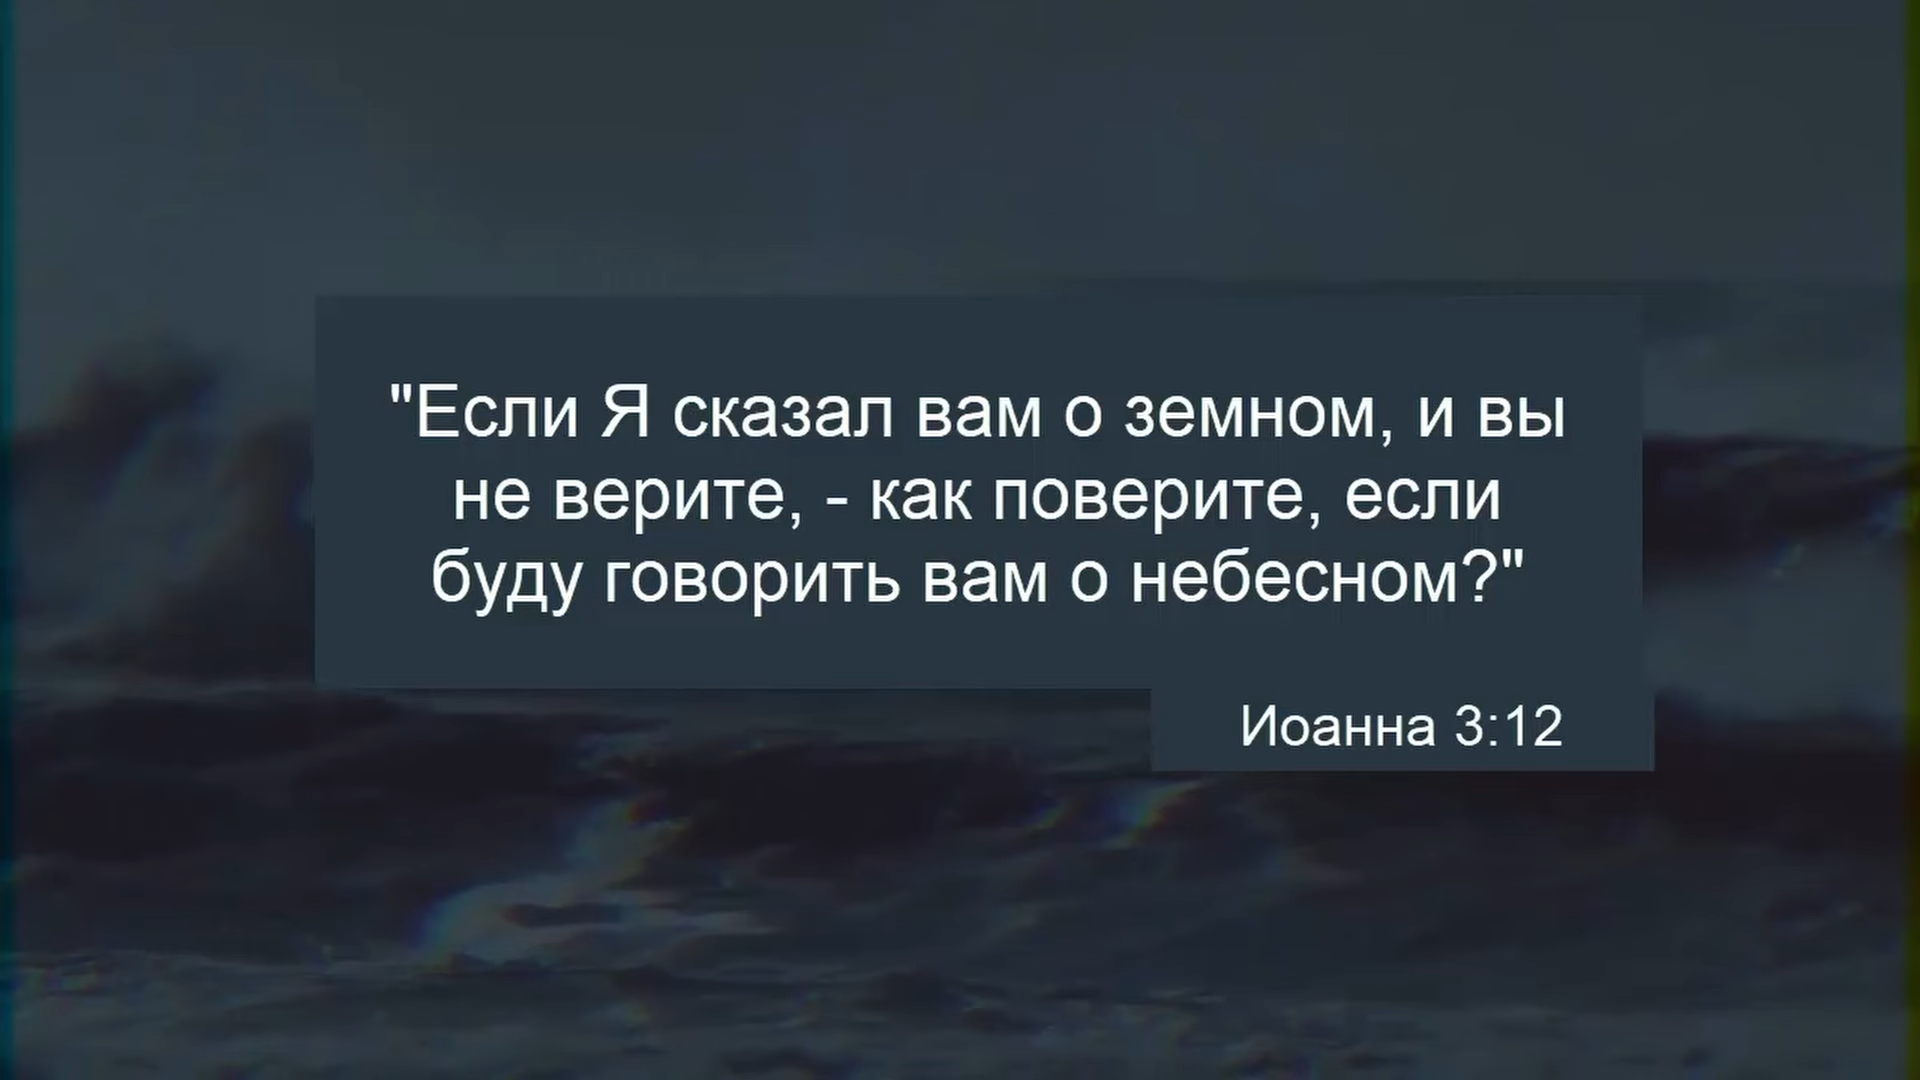 "Если Я сказал вам о земном, и вы
не верите, - как поверите, если
буду говорить вам о небесном?"
Иоанна 3:12